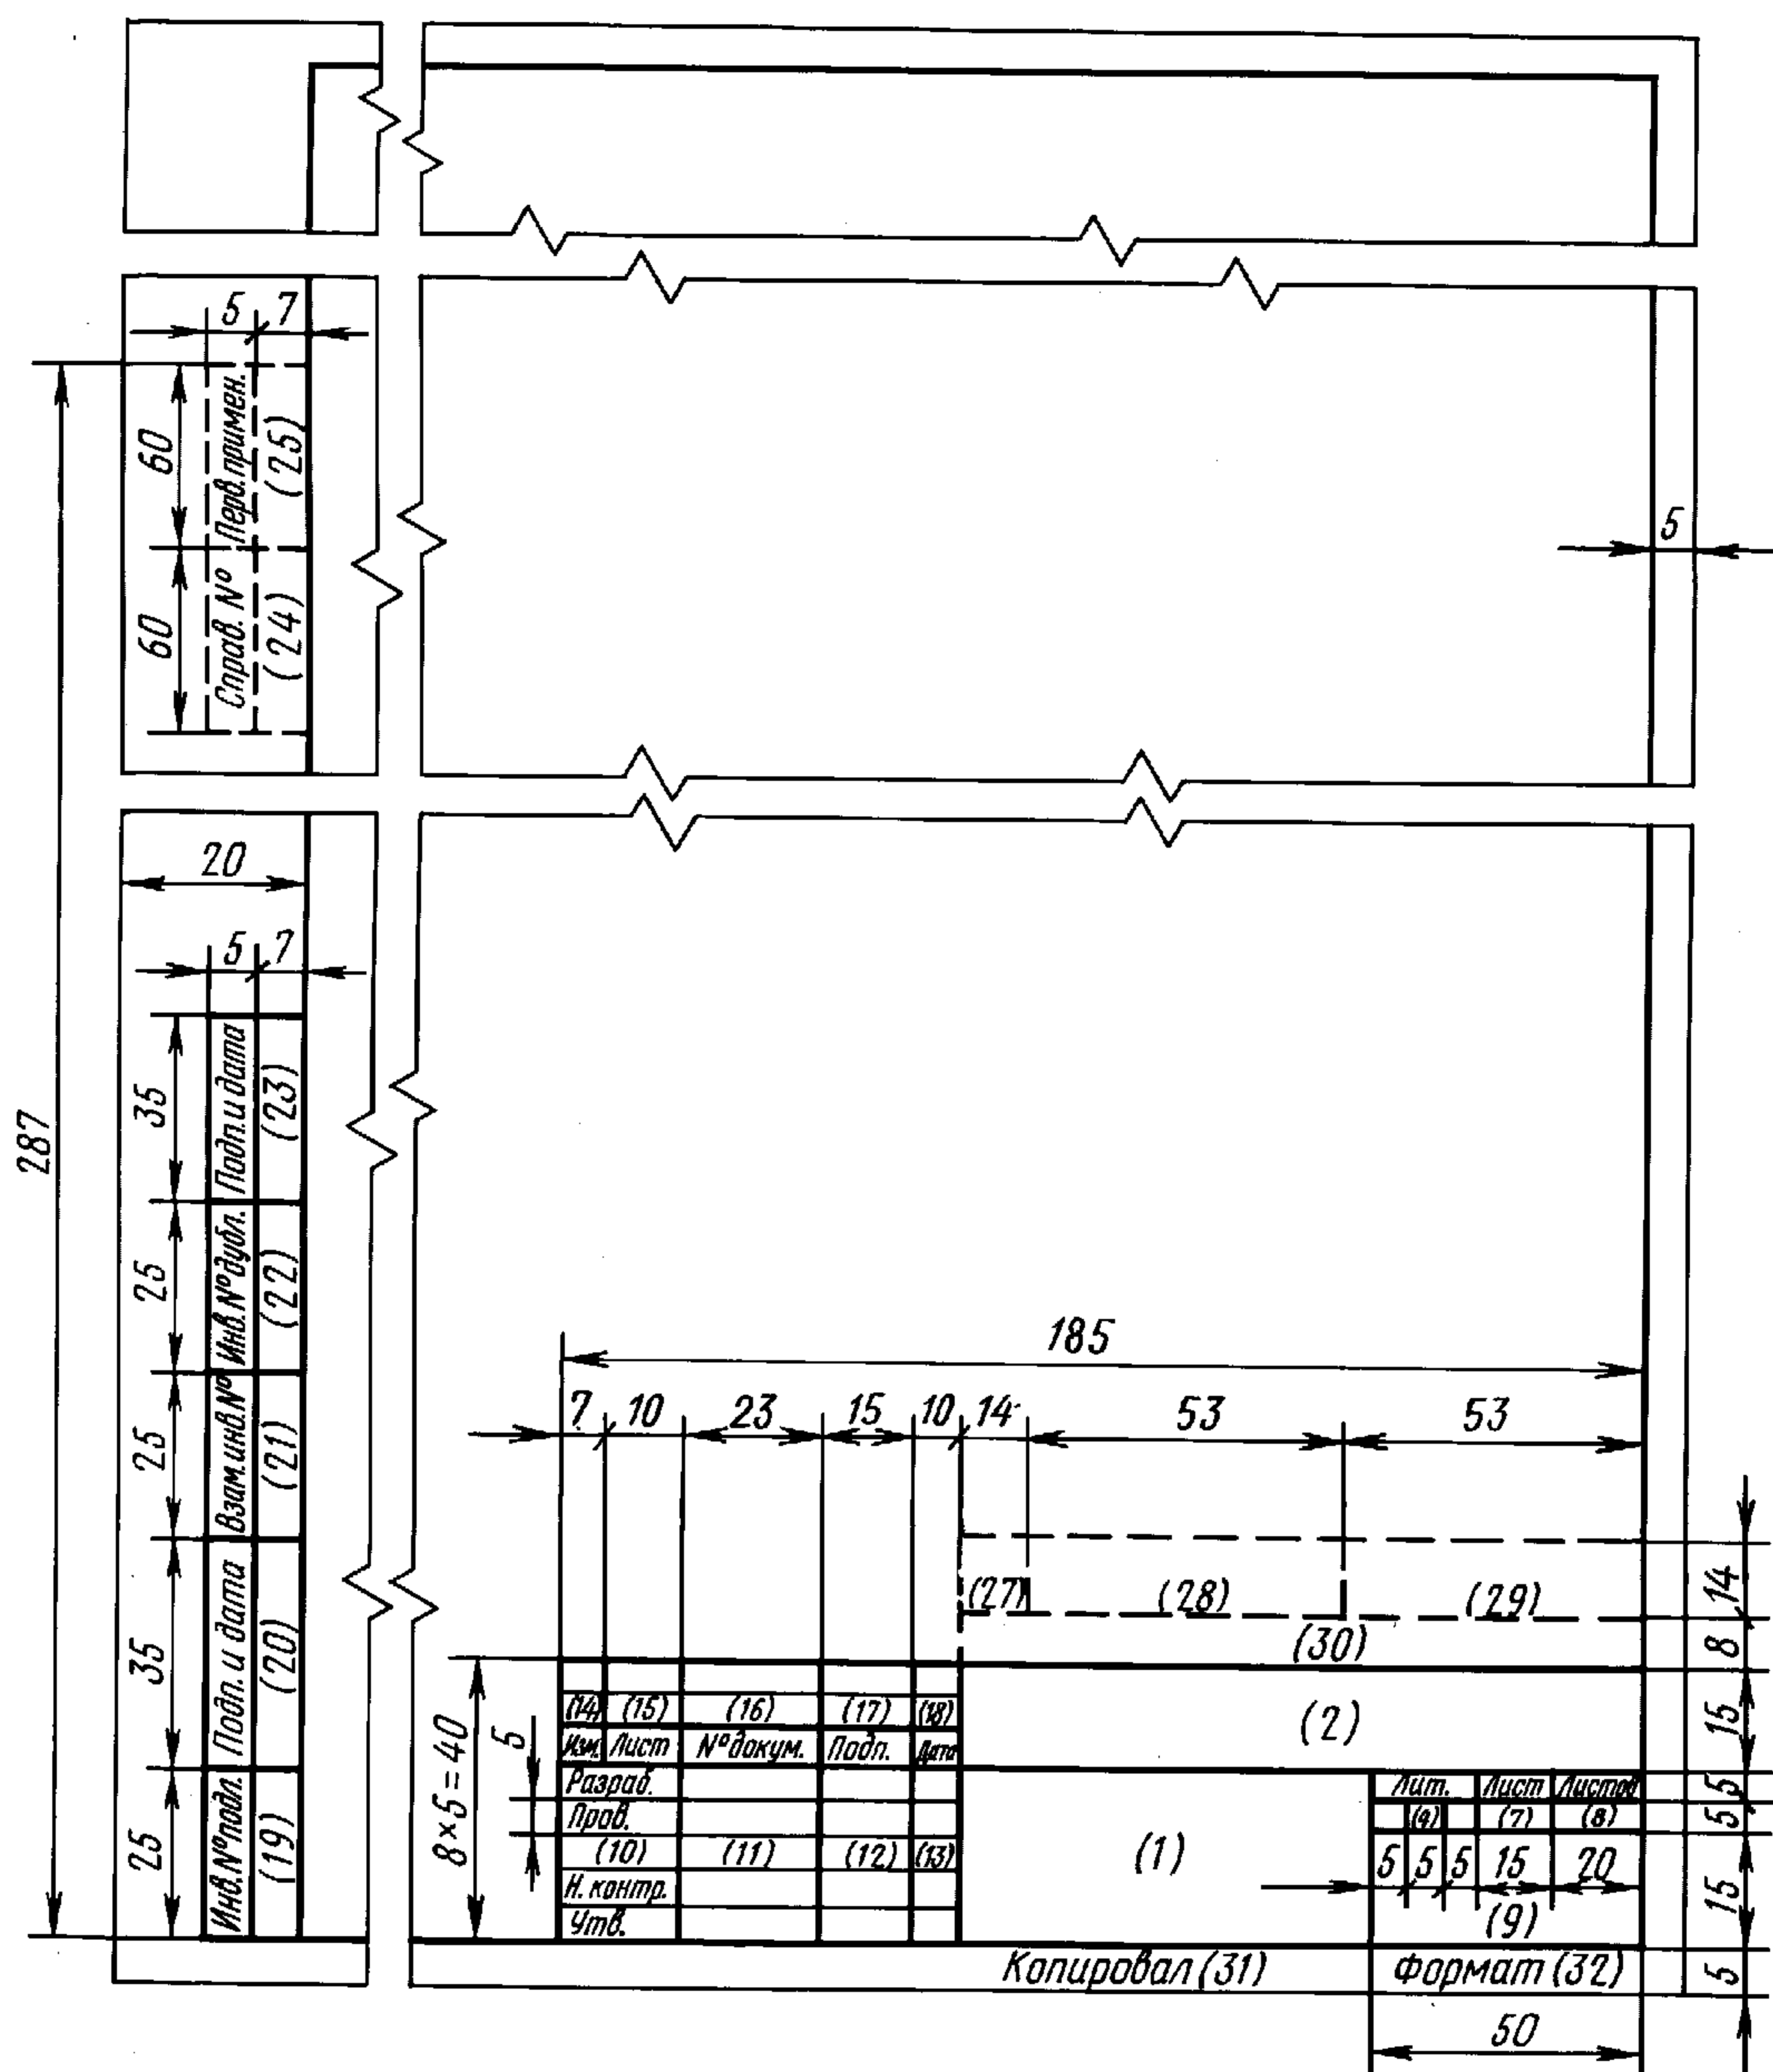 5 7
60
Перв. примен.
(25)
60
Справ. №
(24)
5
287
20
5 7
35
Подп. и дата
(23)
25
Инв. № дубл.
(22)
25
Взам. инв. №
(21)
35
Подп. и дата
(20)
25
Инв. № подл.
(19)
185
7 10 23 15 10 14 53 53
(27) (28) (29)
14
(30)
8
8×5=40
5
(14) (15) (16) (17) (18)
(2)
15
Изм. Лист № докум. Подп. Дата
Разраб.
Лит. Лист Листов
5
Пров.
(4) (7) (8)
5
(10) (11) (12) (13)
(1)
5 5 5 15 20
15
Н. контр.
(9)
Утв.
Копировал (31) Формат (32)
5
50